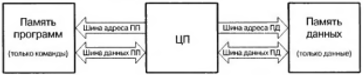 Память
программ
(только команды)
Шина адреса ПП
Шина данных ПП
ЦП
Шина адреса ПД
Шина данных ПД
Память
данных
(только данные)